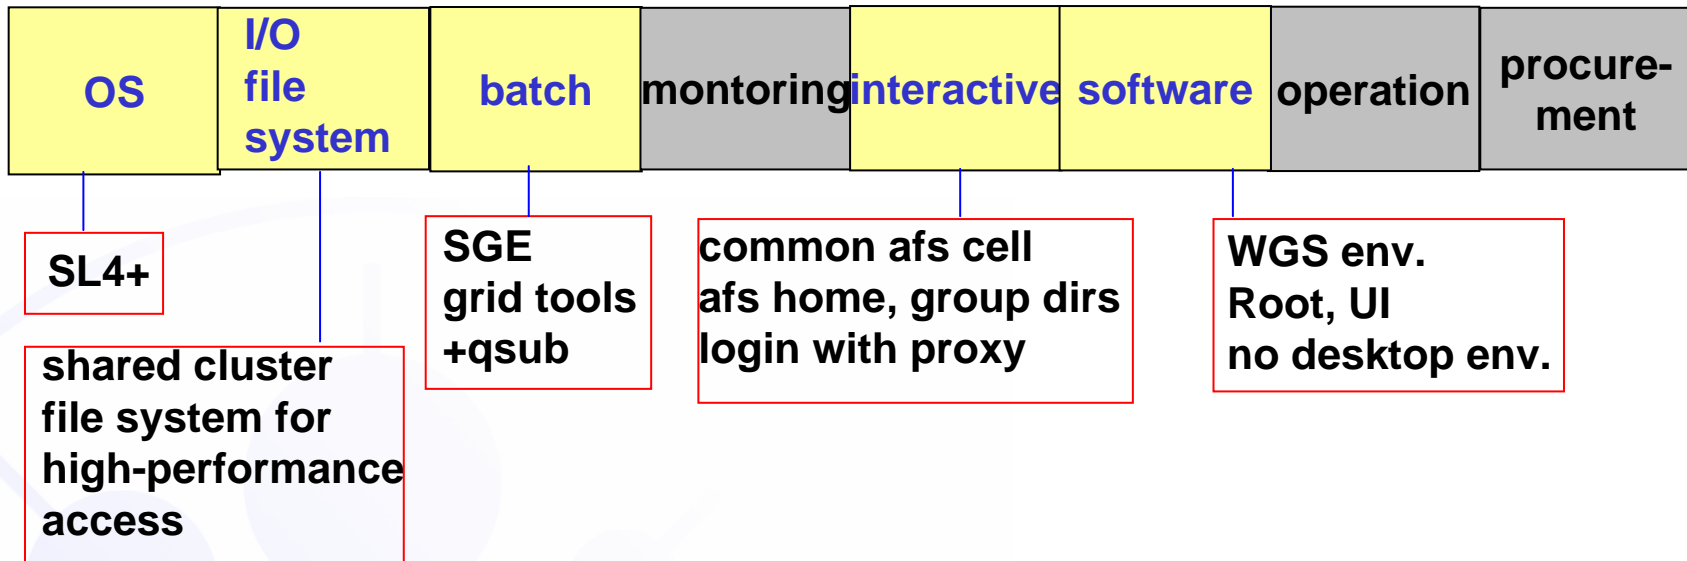 OS
I/O
file
system
batch
montoring
interactive
software
operation
procure-
ment
SL4+
shared cluster
file system for
high-performance
access
SGE
grid tools
+qsub
common afs cell
afs home, group dirs
login with proxy
WGS env.
Root, UI
no desktop env.